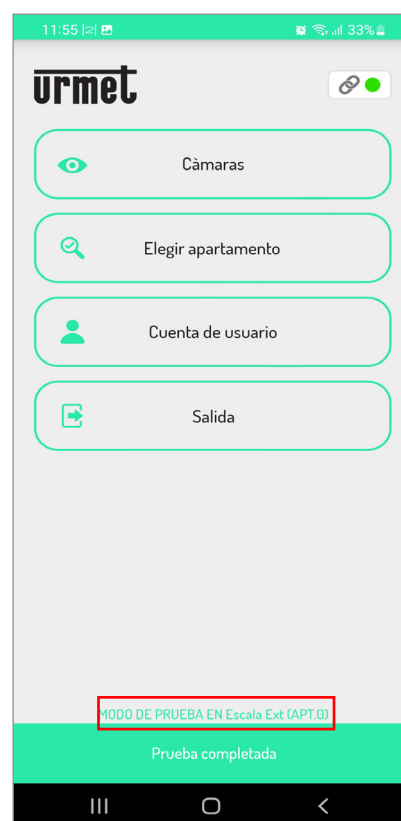 11:55 |2|
33%
urmet
Càmaras
Elegir apartamento
Cuenta de usuario
Salida
MODO DE PRUEBA EN Escala Ext (APT.0)
Prueba completada